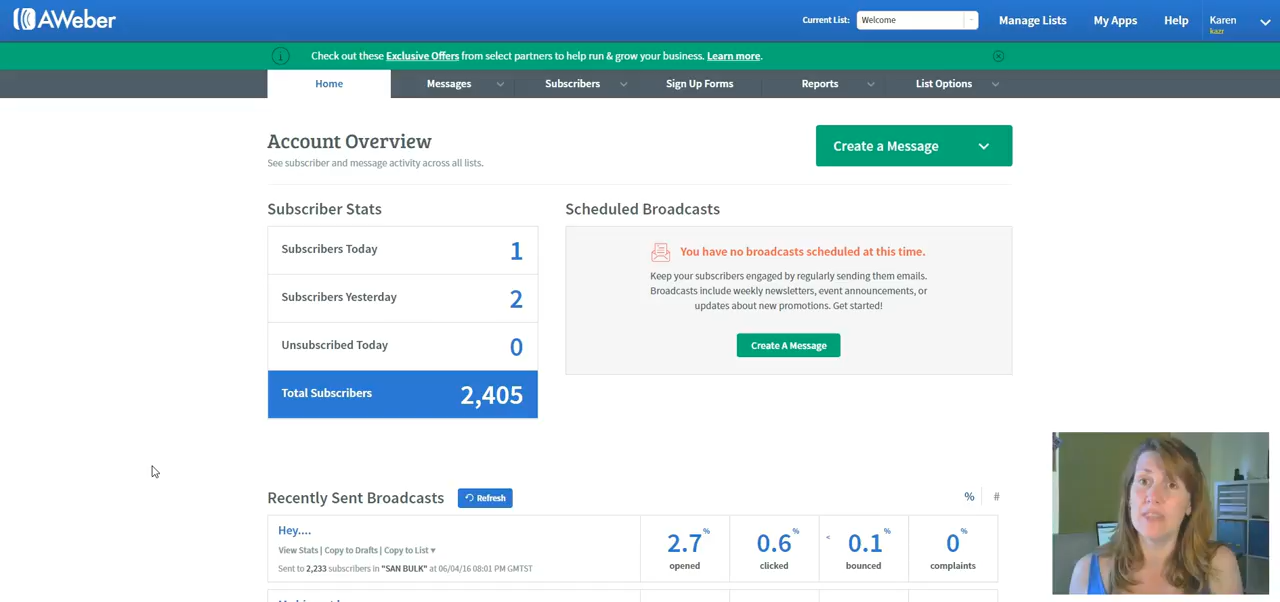 AWeber
Current List: Welcome
Manage Lists
My Apps
Help
Karen
kazr
Check out these Exclusive Offers from select partners to help run & grow your business. Learn more.
Home
Messages
Subscribers
Sign Up Forms
Reports
List Options
Account Overview
See subscriber and message activity across all lists.
Create a Message
Subscriber Stats
Subscribers Today 1
Subscribers Yesterday 2
Unsubscribed Today 0
Total Subscribers 2,405
Scheduled Broadcasts
You have no broadcasts scheduled at this time.
Keep your subscribers engaged by regularly sending them emails.
Broadcasts include weekly newsletters, event announcements, or
updates about new promotions. Get started!
Create A Message
Recently Sent Broadcasts
Refresh
% #
Hey....
View Stats | Copy to Drafts | Copy to List ▾
Sent to 2,233 subscribers in "SAN BULK" at 06/04/16 08:01 PM GMTST
2.7%
opened
0.6%
clicked
< 0.1%
bounced
0%
complaints